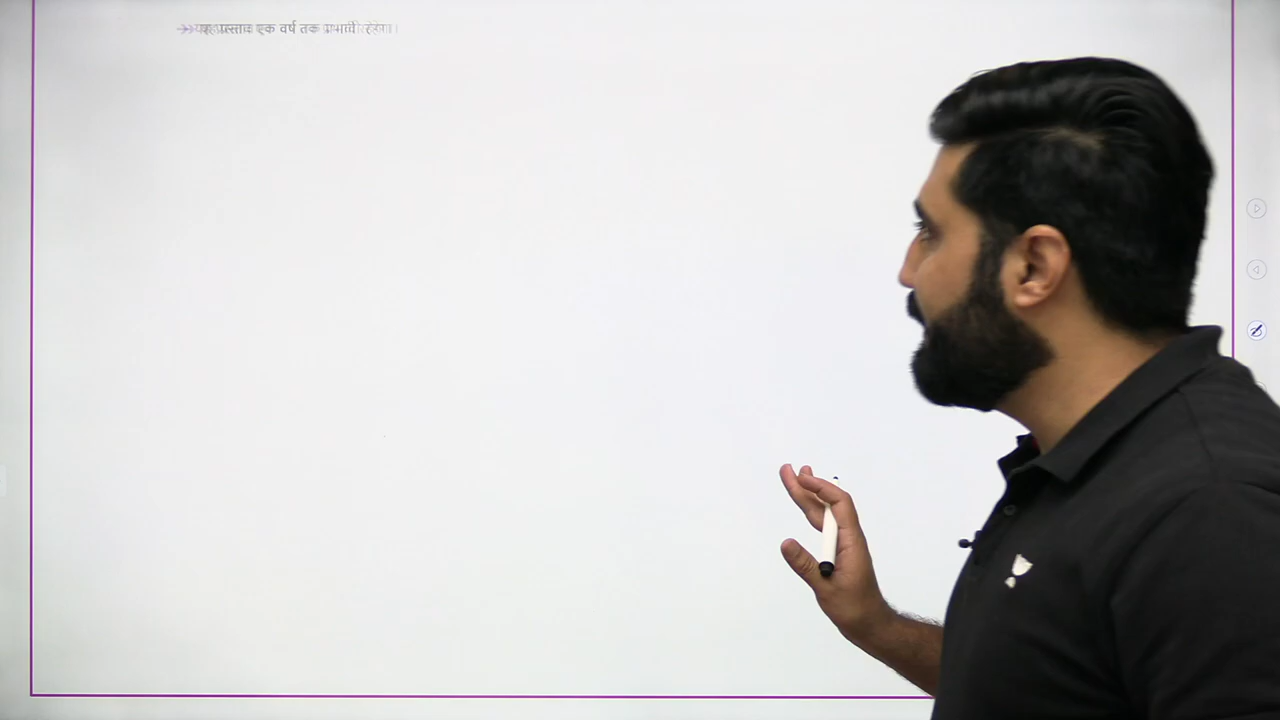 यह प्रस्ताव एक वर्ष तक प्रभावी रहेगा।